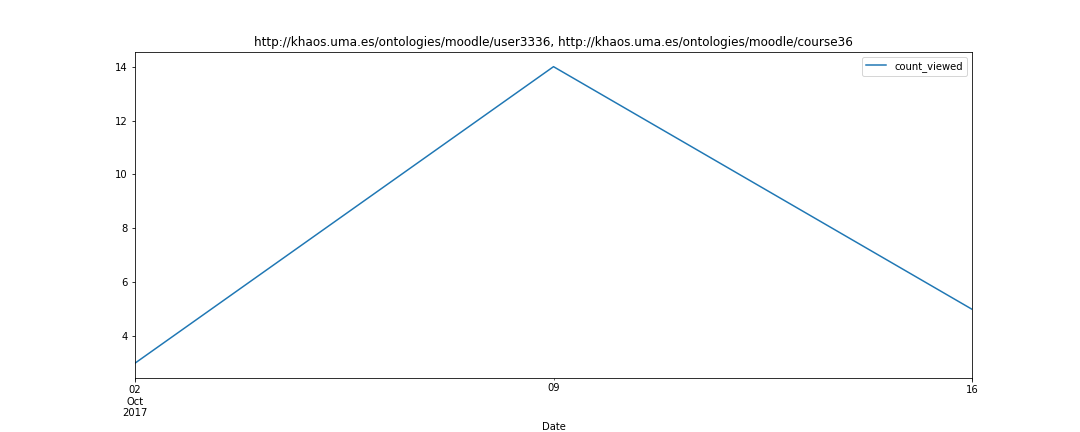 http://khaos.uma.es/ontologies/moodle/user3336, http://khaos.uma.es/ontologies/moodle/course36
count_viewed
14
12
10
8
6
4
02
Oct
2017
09
16
Date